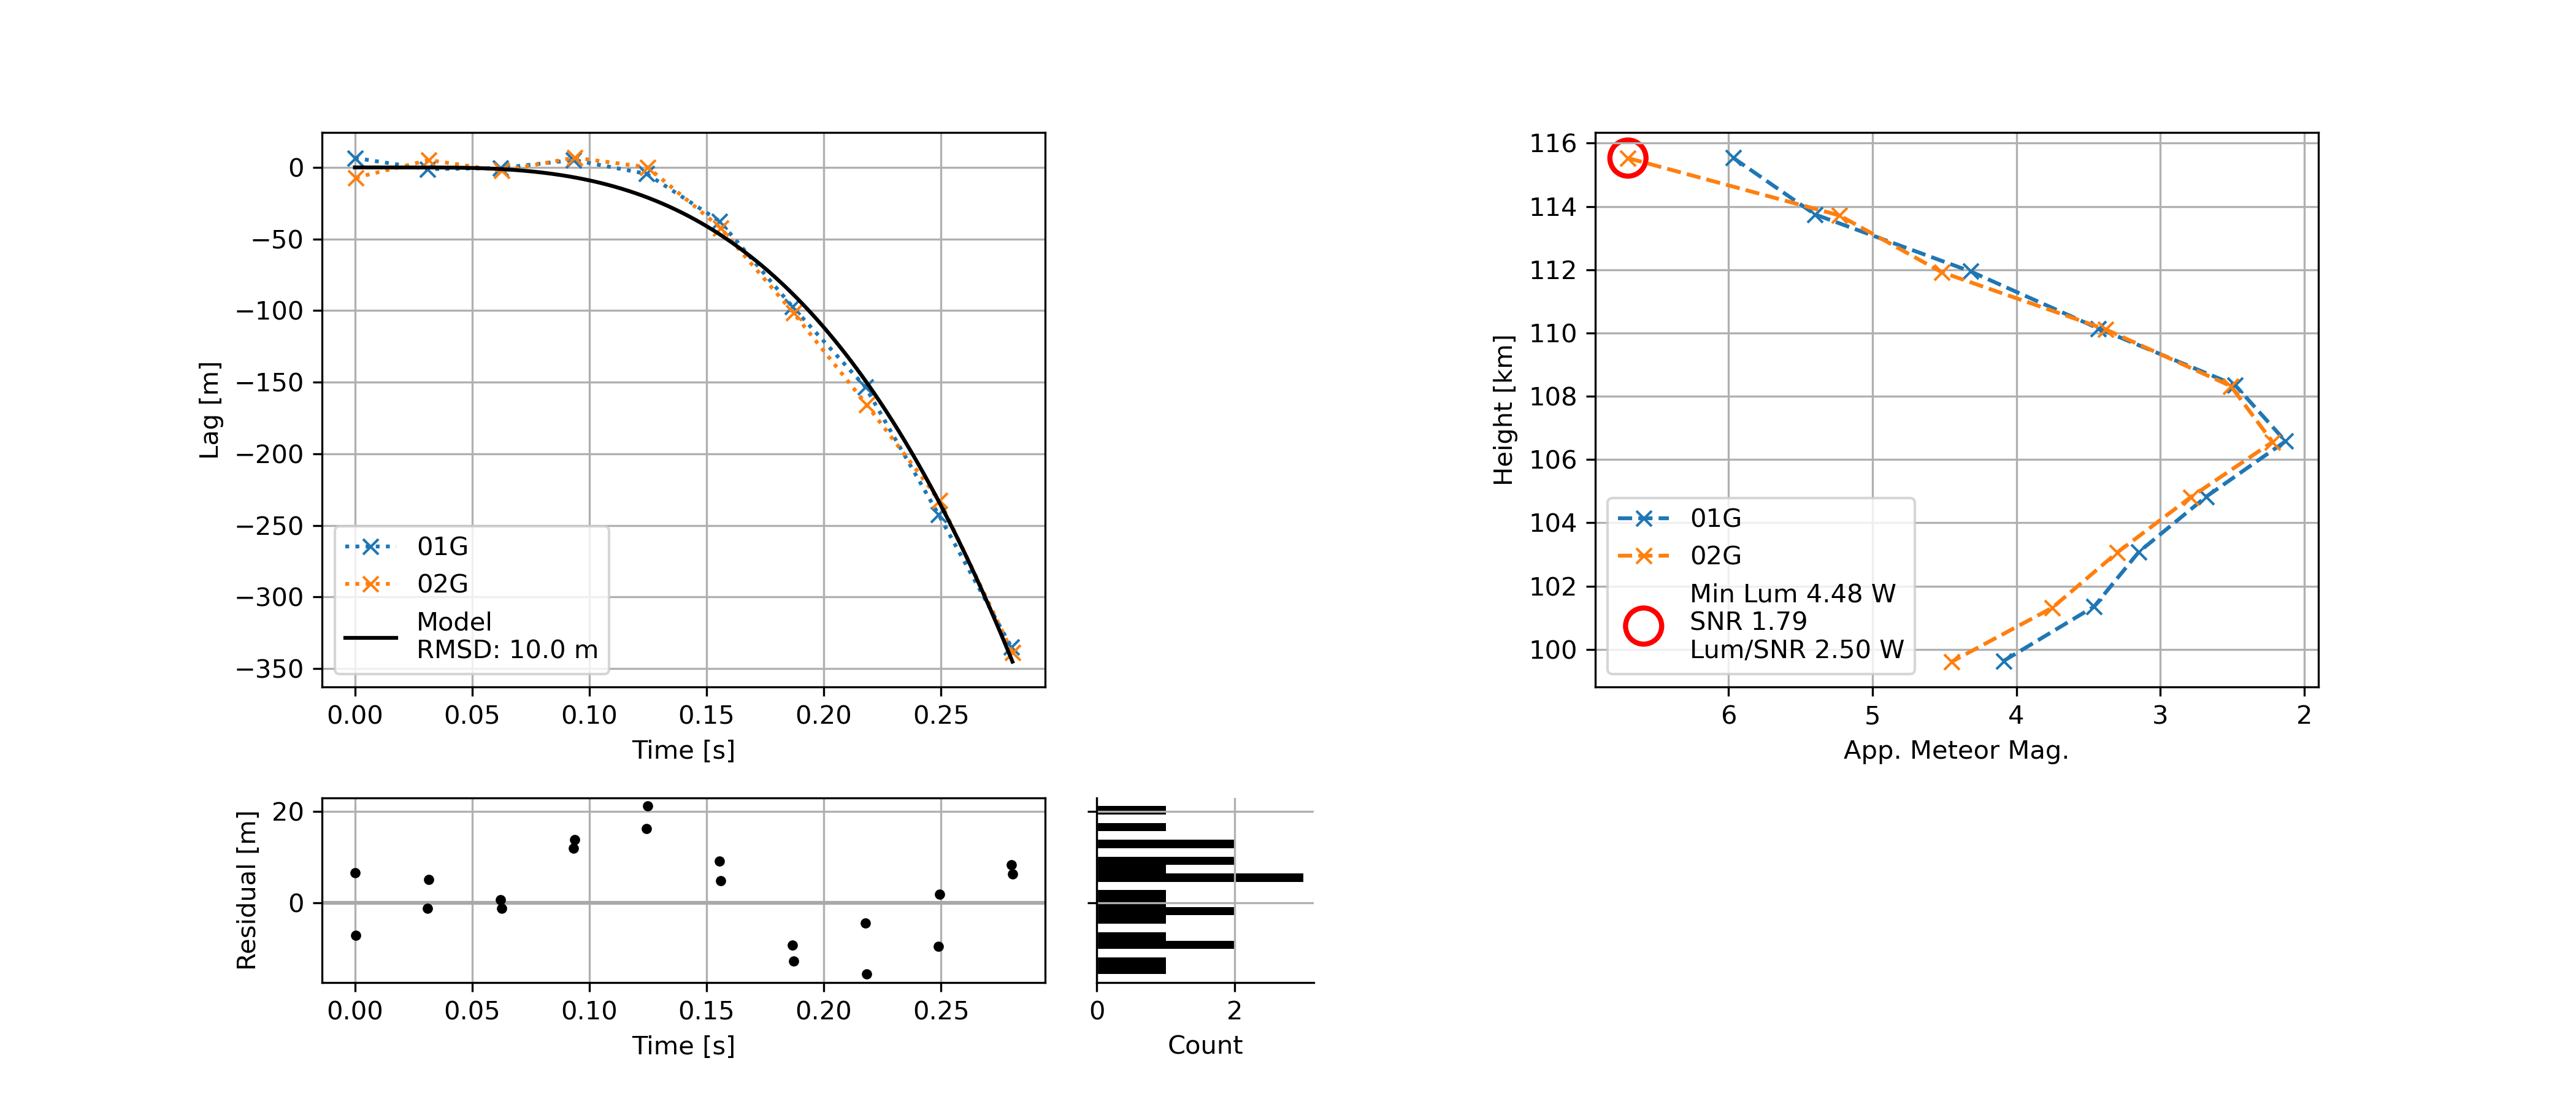 0
−50
−100
−150
−200
−250
−300
−350
Lag [m]
01G
02G
Model
RMSD: 10.0 m
0.00 0.05 0.10 0.15 0.20 0.25
Time [s]
116
114
112
110
108
106
104
102
100
Height [km]
01G
02G
Min Lum 4.48 W
SNR 1.79
Lum/SNR 2.50 W
6 5 4 3 2
App. Meteor Mag.
20
0
Residual [m]
0.00 0.05 0.10 0.15 0.20 0.25
Time [s]
0 2
Count